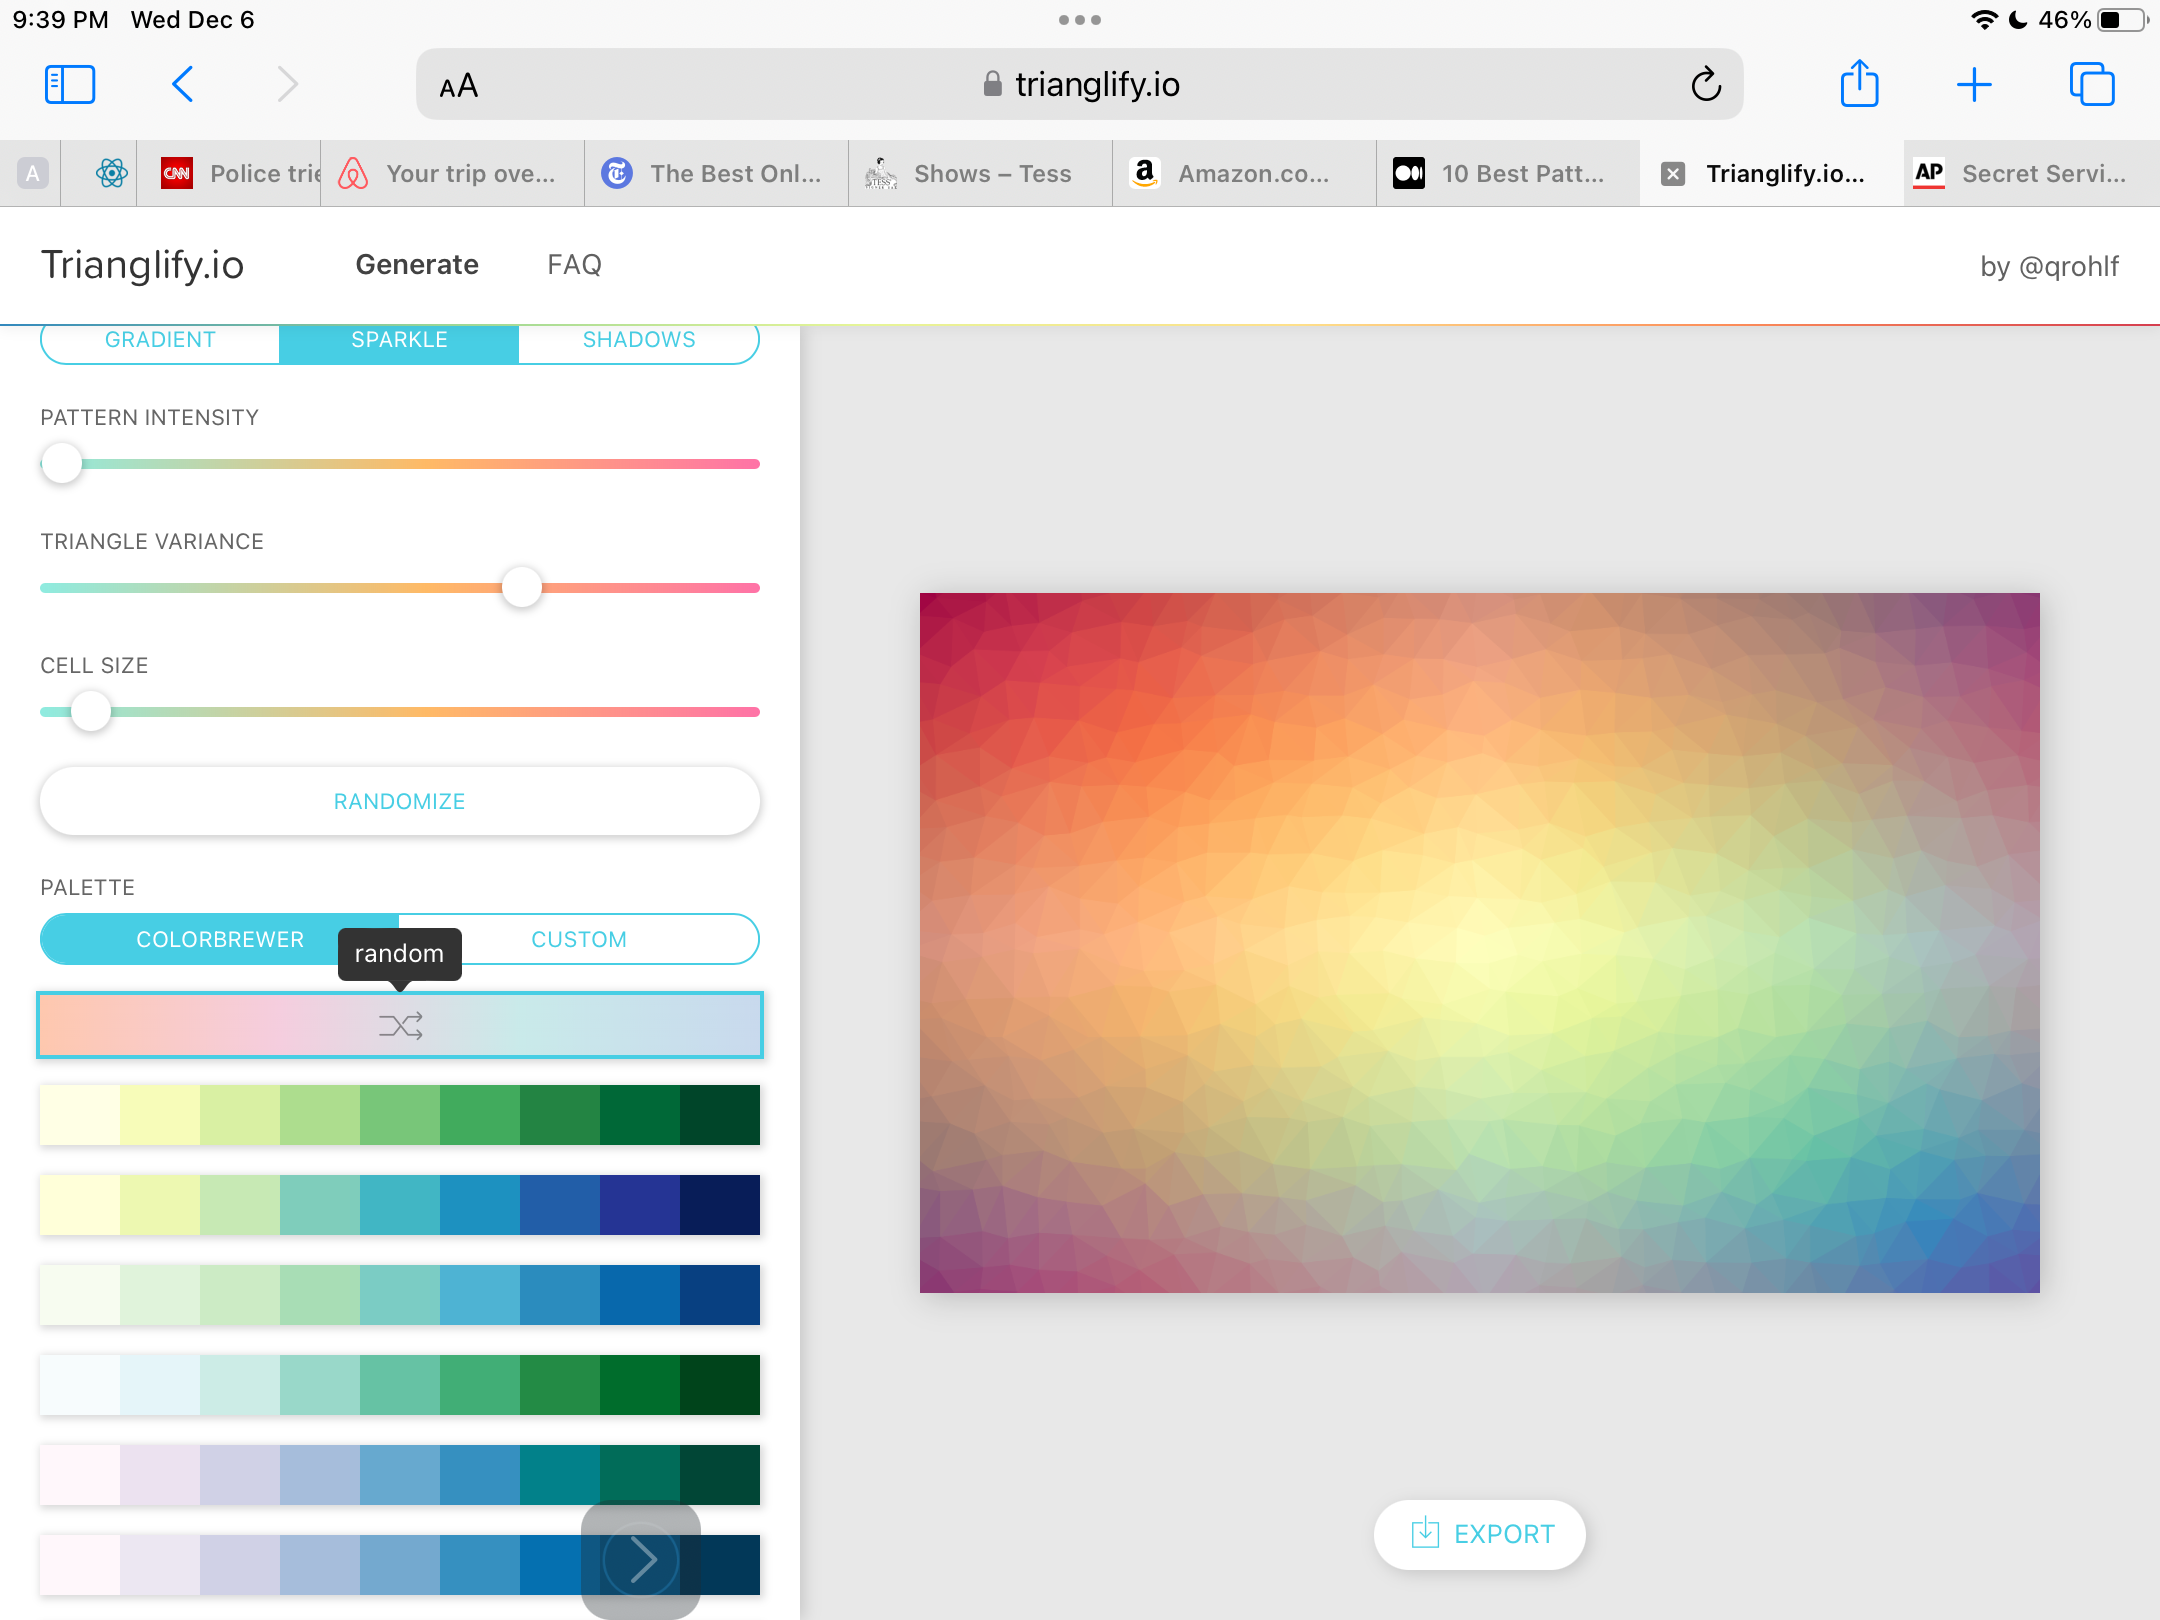 9:39 PM Wed Dec 6
46%
AA
trianglify.io
A
CNN Police trie
Your trip ove...
The Best Onl...
TESS Shows – Tess
a Amazon.co...
10 Best Patt...
Trianglify.io...
AP Secret Servi...
Trianglify.io
Generate
FAQ
by @qrohlf
GRADIENT
SPARKLE
SHADOWS
PATTERN INTENSITY
TRIANGLE VARIANCE
CELL SIZE
RANDOMIZE
PALETTE
COLORBREWER
CUSTOM
random
EXPORT